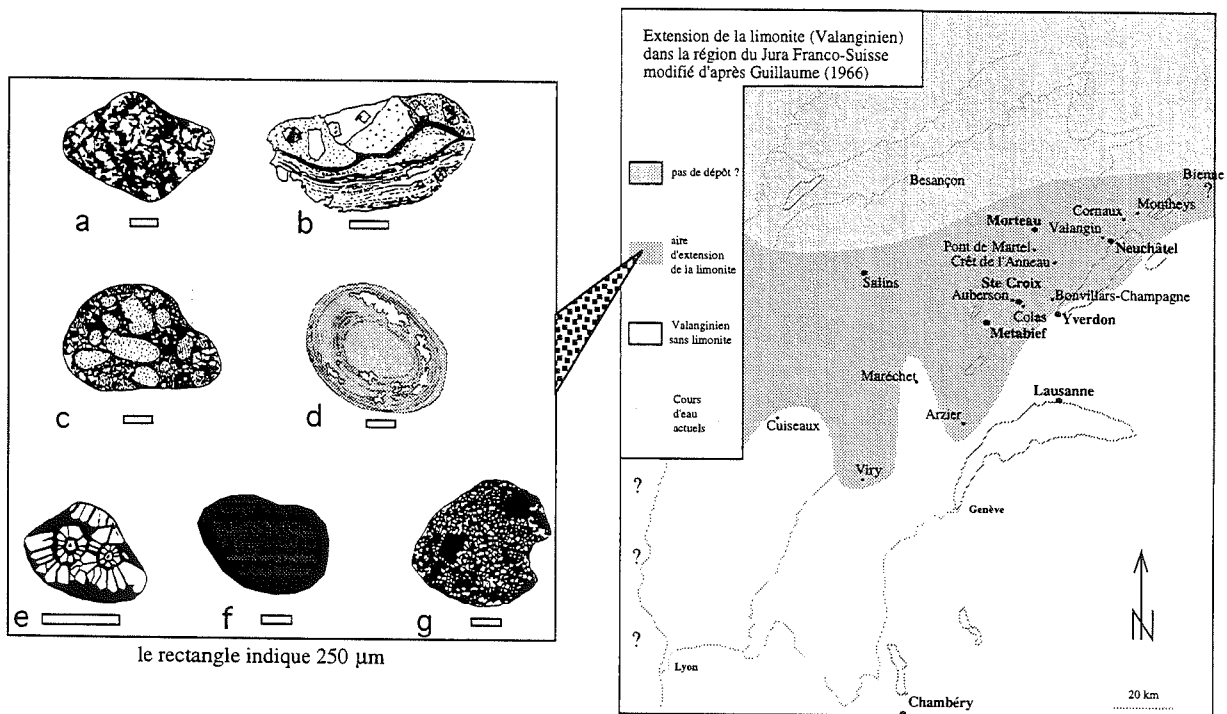 a
b
c
d
e
f
g
le rectangle indique 250 µm
Extension de la limonite (Valanginien)
dans la région du Jura Franco-Suisse
modifié d'après Guillaume (1966)
pas de dépôt ?
aire
d'extension
de la limonite
Valanginien
sans limonite
Cours
d'eau
actuels
Besançon
Bienne
?
Montheys
Cornaux
Morteau
Valangin
Neuchâtel
Pont de Martel
Crêt de l'Anneau
Salins
Ste Croix
Auberson
Bonvillars-Champagne
Colas
Yverdon
Metabief
Maréchet
Lausanne
Arzier
Cuiseaux
Viry
?
Genève
?
?
N
Lyon
20 km
Chambéry